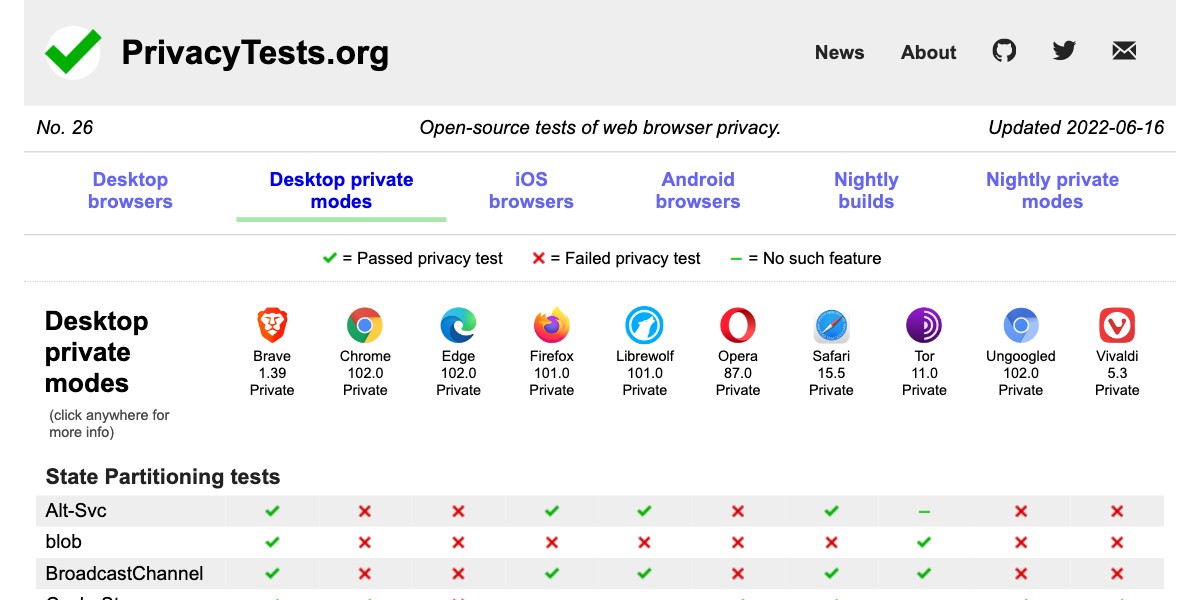 PrivacyTests.org
News About
No. 26 Open-source tests of web browser privacy. Updated 2022-06-16
Desktop browsers Desktop private modes iOS browsers Android browsers Nightly builds Nightly private modes
= Passed privacy test = Failed privacy test = No such feature
Desktop
private
modes
(click anywhere for
more info)
Brave Chrome Edge Firefox Librewolf Opera Safari Tor Ungoogled Vivaldi
1.39 102.0 102.0 101.0 101.0 87.0 15.5 11.0 102.0 5.3
Private Private Private Private Private Private Private Private Private Private
State Partitioning tests
Alt-Svc
blob
BroadcastChannel